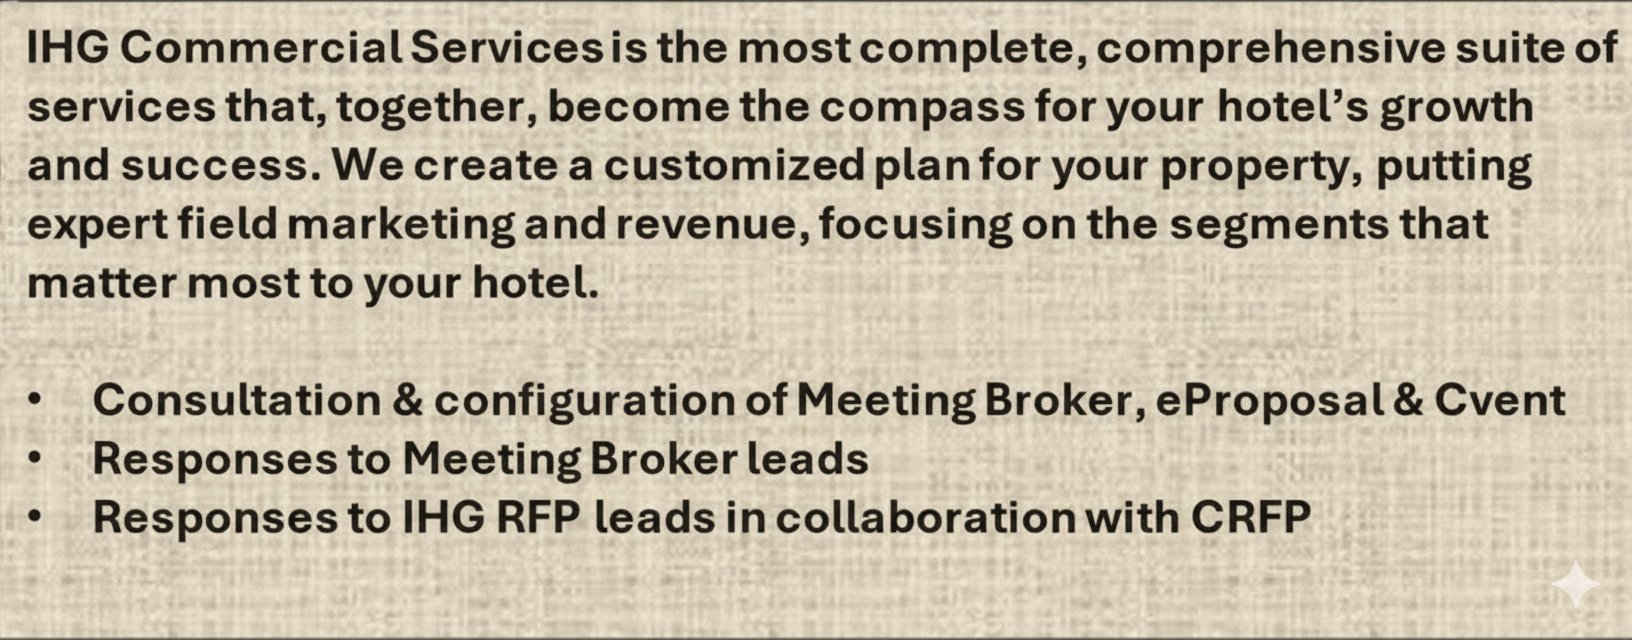 IHG Commercial Services is the most complete, comprehensive suite of
services that, together, become the compass for your hotel’s growth
and success. We create a customized plan for your property, putting
expert field marketing and revenue, focusing on the segments that
matter most to your hotel.
• Consultation & configuration of Meeting Broker, eProposal & Cvent
• Responses to Meeting Broker leads
• Responses to IHG RFP leads in collaboration with CRFP